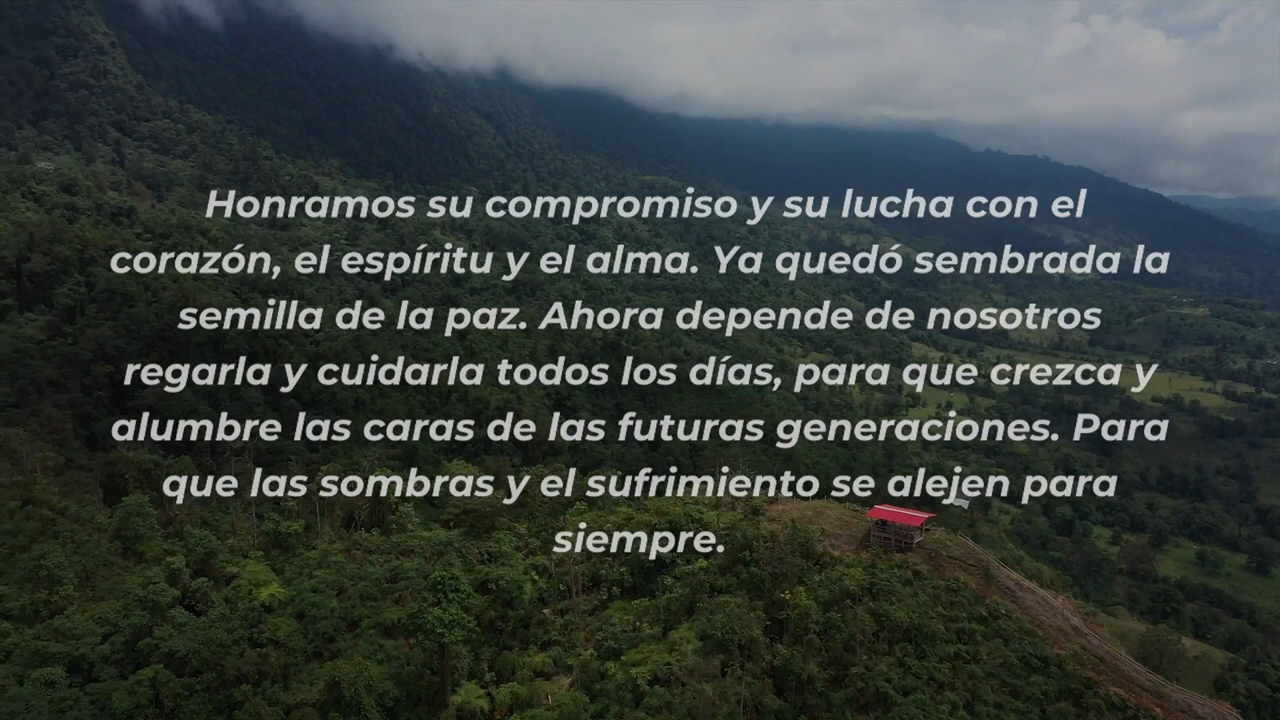 Honramos su compromiso y su lucha con el
corazón, el espíritu y el alma. Ya quedó sembrada la
semilla de la paz. Ahora depende de nosotros
regarla y cuidarla todos los días, para que crezca y
alumbre las caras de las futuras generaciones. Para
que las sombras y el sufrimiento se alejen para
siempre.